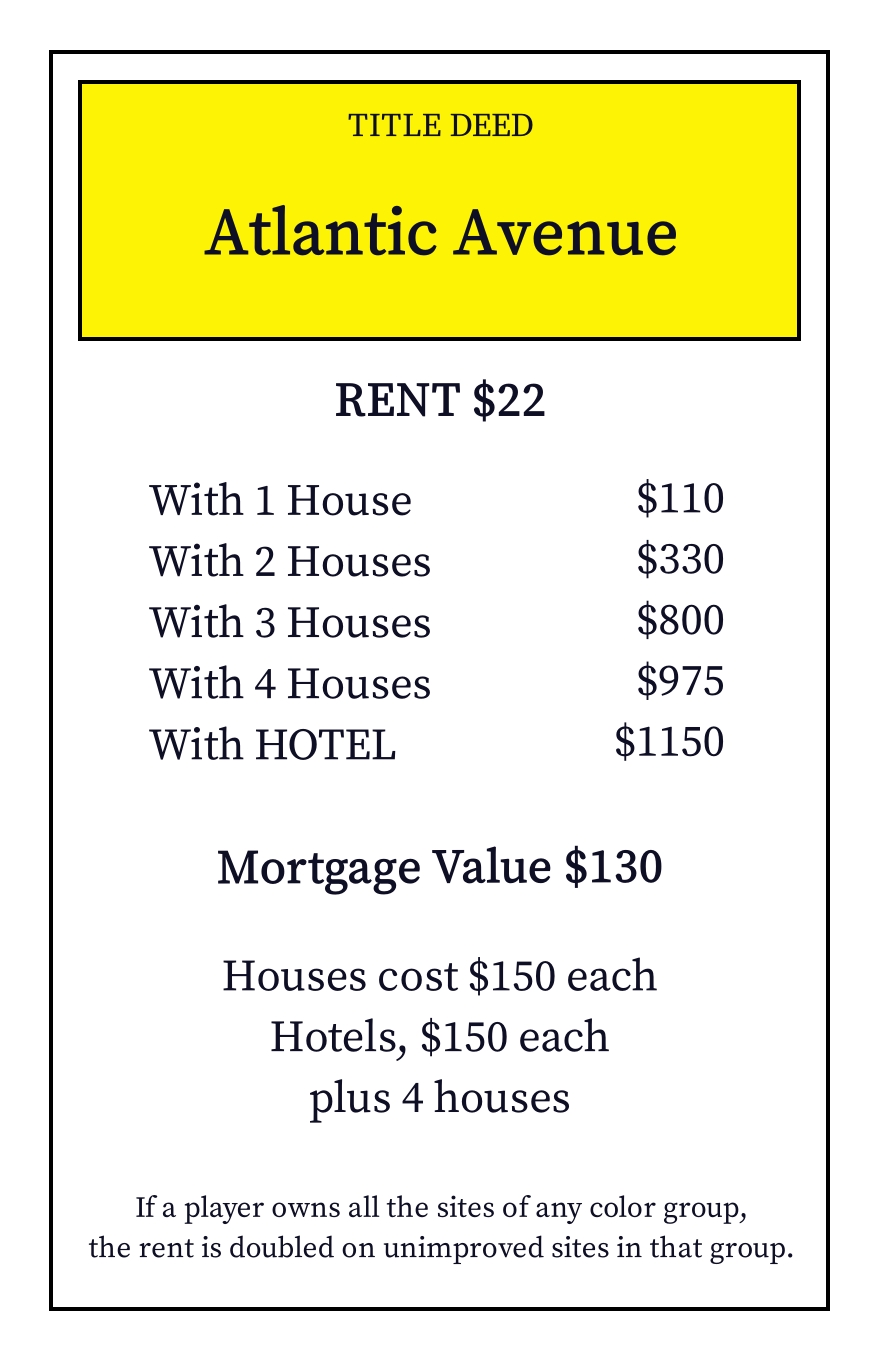 TITLE DEED
Atlantic Avenue
RENT $22
With 1 House $110
With 2 Houses $330
With 3 Houses $800
With 4 Houses $975
With HOTEL $1150
Mortgage Value $130
Houses cost $150 each
Hotels, $150 each
plus 4 houses
If a player owns all the sites of any color group,
the rent is doubled on unimproved sites in that group.